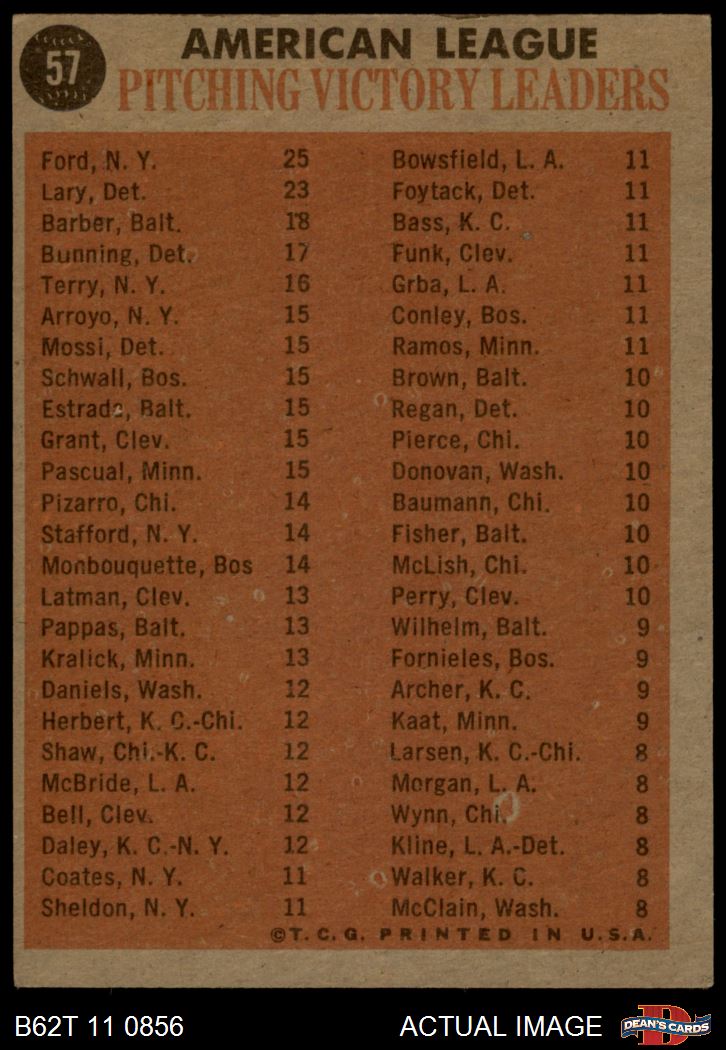 57
AMERICAN LEAGUE
PITCHING VICTORY LEADERS
Ford, N. Y. 25
Lary, Det. 23
Barber, Balt. 18
Bunning, Det. 17
Terry, N. Y. 16
Arroyo, N. Y. 15
Mossi, Det. 15
Schwall, Bos. 15
Estrada, Balt. 15
Grant, Clev. 15
Pascual, Minn. 15
Pizarro, Chi. 14
Stafford, N. Y. 14
Monbouquette, Bos 14
Latman, Clev. 13
Pappas, Balt. 13
Kralick, Minn. 13
Daniels, Wash. 12
Herbert, K. C.-Chi. 12
Shaw, Chi.-K. C. 12
McBride, L. A. 12
Bell, Clev. 12
Daley, K. C.-N. Y. 12
Coates, N. Y. 11
Sheldon, N. Y. 11
Bowsfield, L. A. 11
Foytack, Det. 11
Bass, K. C. 11
Funk, Clev. 11
Grba, L. A. 11
Conley, Bos. 11
Ramos, Minn. 11
Brown, Balt. 10
Regan, Det. 10
Pierce, Chi. 10
Donovan, Wash. 10
Baumann, Chi. 10
Fisher, Balt. 10
McLish, Chi. 10
Perry, Clev. 10
Wilhelm, Balt. 9
Fornieles, Bos. 9
Archer, K. C. 9
Kaat, Minn. 9
Larsen, K. C.-Chi. 8
Morgan, L. A. 8
Wynn, Chi. 8
Kline, L. A.-Det. 8
Walker, K. C. 8
McClain, Wash. 8
©T. C. G. PRINTED IN U.S.A.
B62T 11 0856
ACTUAL IMAGE
D
DEAN'S CARDS